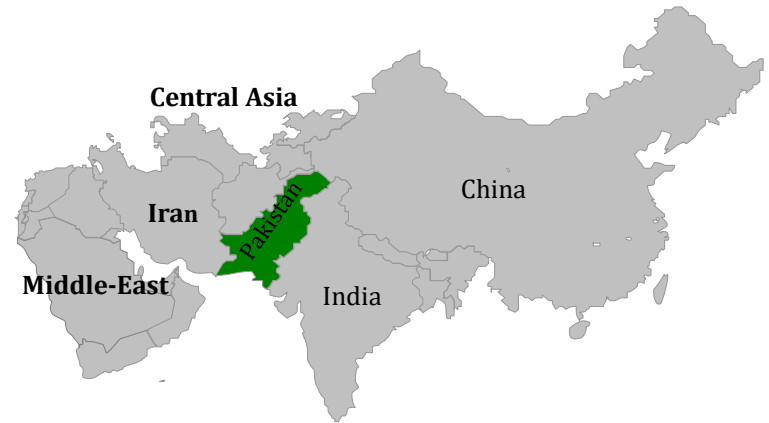 Central Asia
China
Iran
Pakistan
Middle-East
India